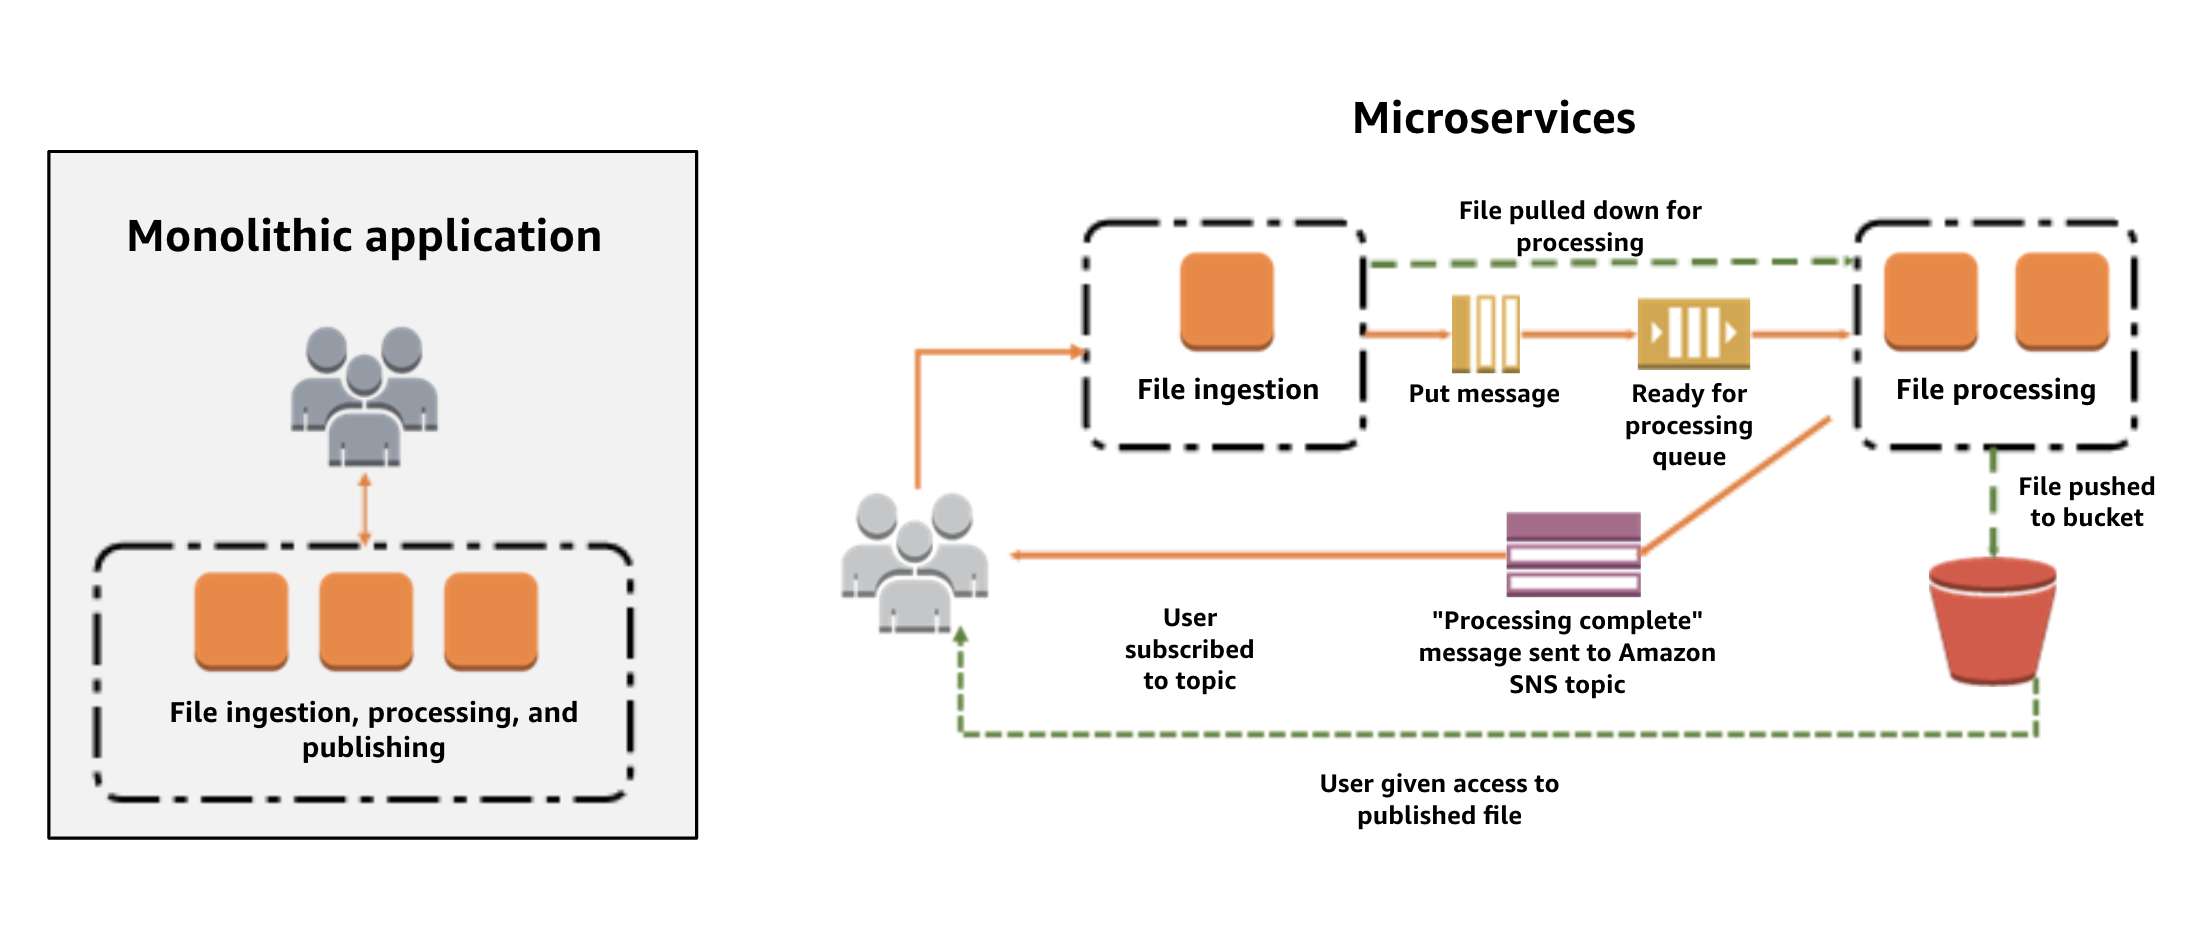 Monolithic application
File ingestion, processing, and
publishing
Microservices
File pulled down for
processing
File ingestion
Put message
Ready for
processing
queue
File processing
File pushed
to bucket
"Processing complete"
message sent to Amazon
SNS topic
User
subscribed
to topic
User given access to
published file